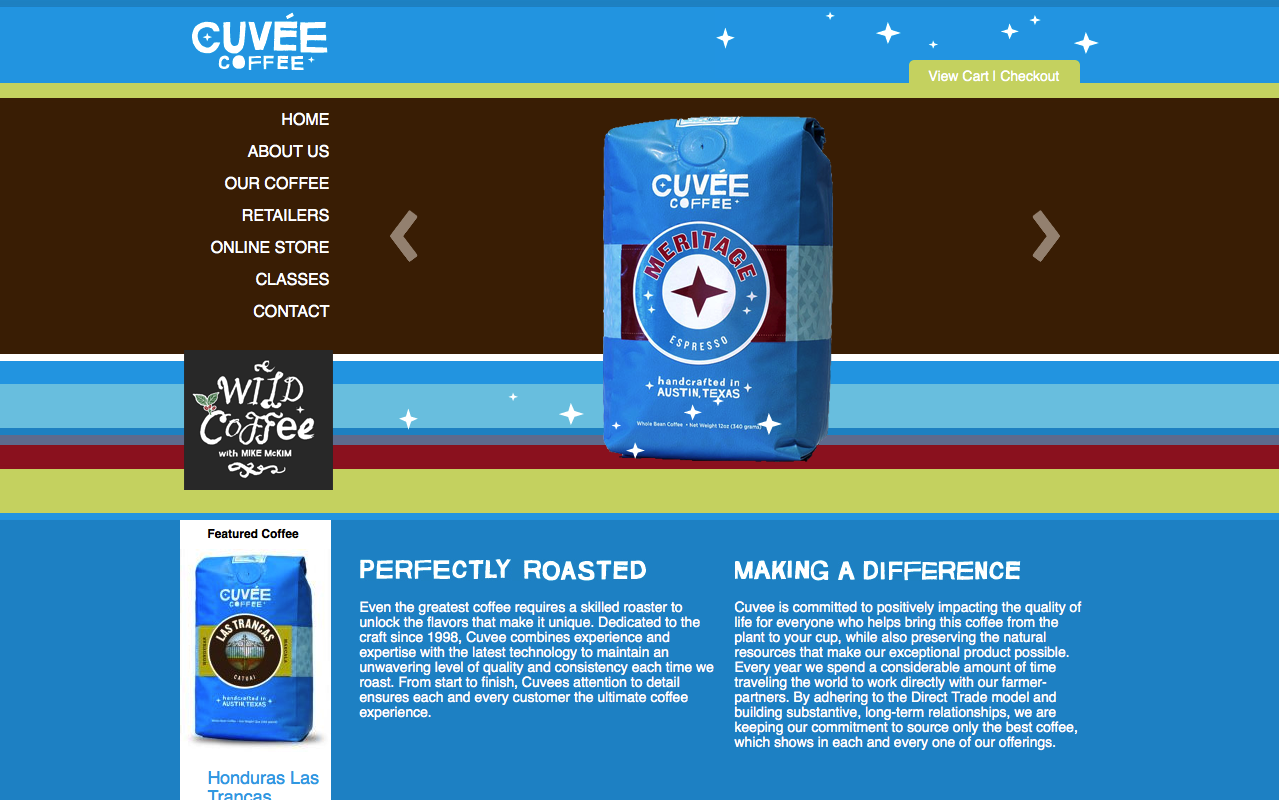 CUVÉE
COFFEE
View Cart | Checkout
HOME
ABOUT US
OUR COFFEE
RETAILERS
ONLINE STORE
CLASSES
CONTACT
CUVÉE
COFFEE
MERITAGE
ESPRESSO
handcrafted in
AUSTIN, TEXAS
Whole Bean Coffee • Net Weight 12oz (340 grams)
WILD
COFFee
with MIKE McKIM
Featured Coffee
CUVÉE
COFFEE
LAS TRANCAS
CATUAI
handcrafted in
AUSTIN, TEXAS
Honduras Las
Trancas
PERFECTLY ROASTED
Even the greatest coffee requires a skilled roaster to
unlock the flavors that make it unique. Dedicated to the
craft since 1998, Cuvee combines experience and
expertise with the latest technology to maintain an
unwavering level of quality and consistency each time we
roast. From start to finish, Cuvees attention to detail
ensures each and every customer the ultimate coffee
experience.
MAKING A DIFFERENCE
Cuvee is committed to positively impacting the quality of
life for everyone who helps bring this coffee from the
plant to your cup, while also preserving the natural
resources that make our exceptional product possible.
Every year we spend a considerable amount of time
traveling the world to work directly with our farmer-
partners. By adhering to the Direct Trade model and
building substantive, long-term relationships, we are
keeping our commitment to source only the best coffee,
which shows in each and every one of our offerings.